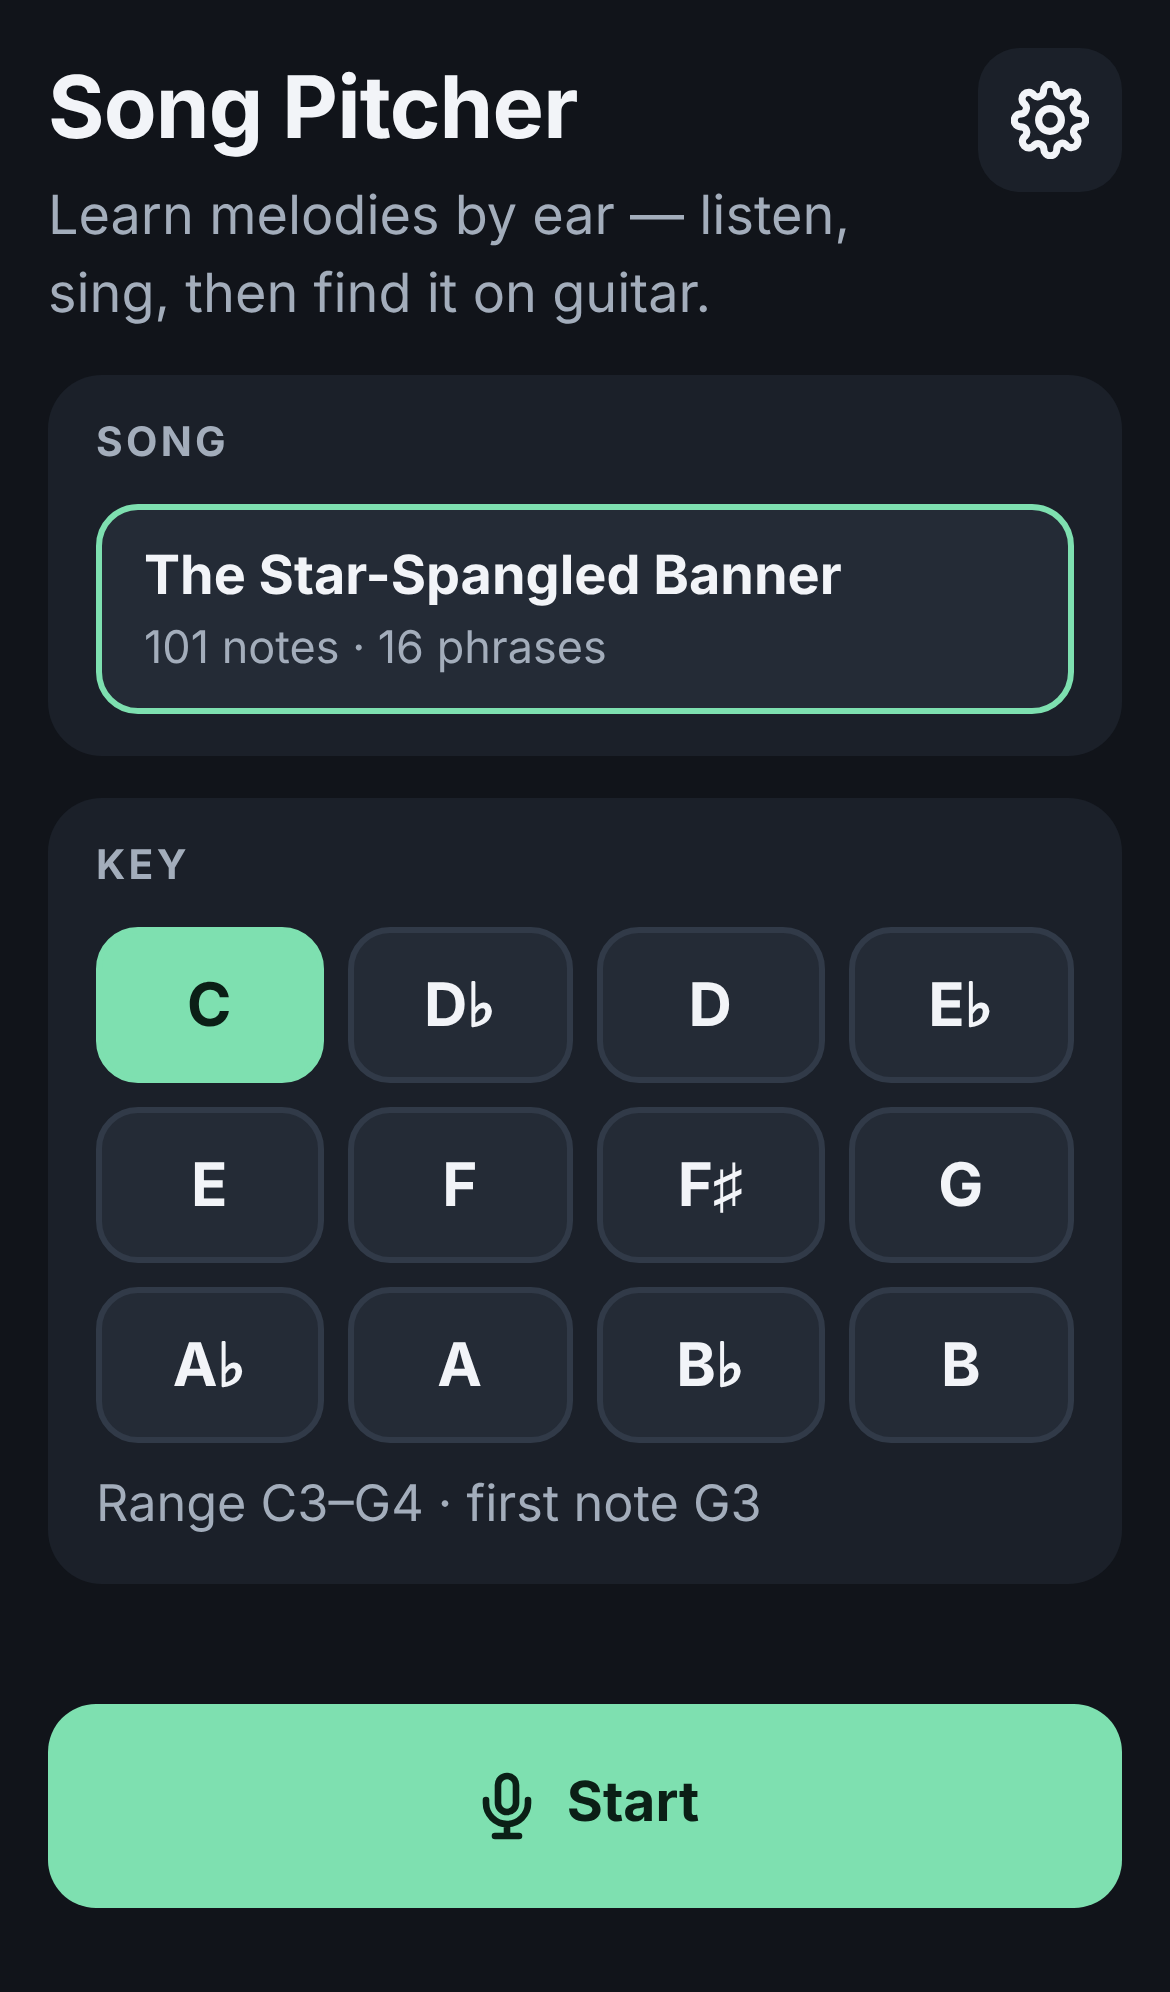 Song Pitcher
Learn melodies by ear — listen,
sing, then find it on guitar.
SONG
The Star-Spangled Banner
101 notes · 16 phrases
KEY
C D♭ D E♭
E F F♯ G
A♭ A B♭ B
Range C3–G4 · first note G3
Start